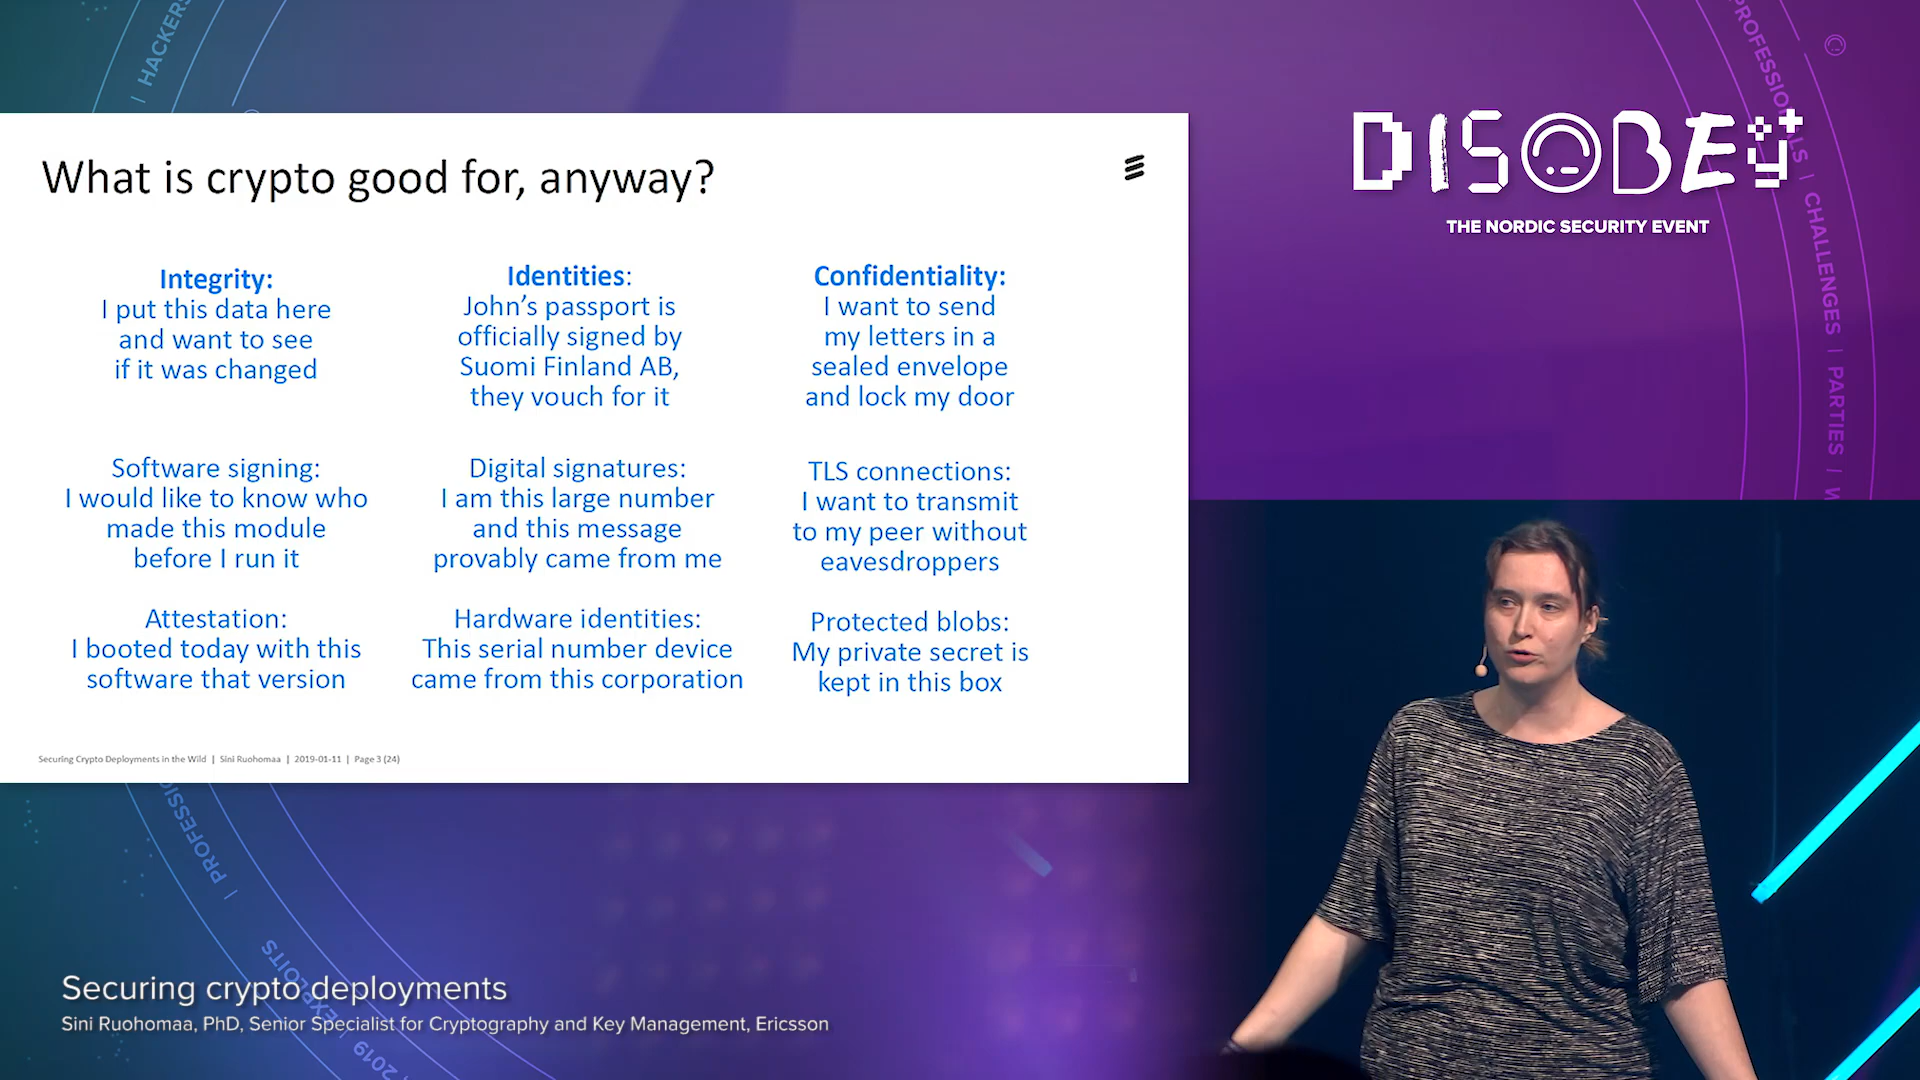 HACKERS
What is crypto good for, anyway?
Integrity:
I put this data here
and want to see
if it was changed
Identities:
John's passport is
officially signed by
Suomi Finland AB,
they vouch for it
Confidentiality:
I want to send
my letters in a
sealed envelope
and lock my door
Software signing:
I would like to know who
made this module
before I run it
Digital signatures:
I am this large number
and this message
provably came from me
TLS connections:
I want to transmit
to my peer without
eavesdroppers
Attestation:
I booted today with this
software that version
Hardware identities:
This serial number device
came from this corporation
Protected blobs:
My private secret is
kept in this box
Securing Crypto Deployments in the Wild | Sini Ruohomaa | 2019-01-11 | Page 3 (24)
DISOBEY
THE NORDIC SECURITY EVENT
PROFESSIONALS | CHALLENGES | PARTIES /
PROFESSI
EXPLOITS
2019
Securing crypto deployments
Sini Ruohomaa, PhD, Senior Specialist for Cryptography and Key Management, Ericsson